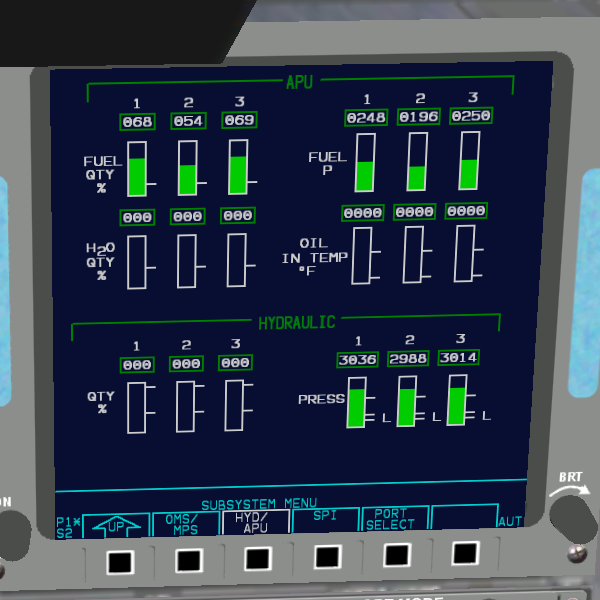 APU
1 2 3 1 2 3
068 054 069 0248 0196 0250
FUEL QTY % FUEL P
000 000 000 0000 0000 0000
H2O QTY % OIL IN TEMP °F
HYDRAULIC
1 2 3 1 2 3
000 000 000 3036 2988 3014
QTY % PRESS L L L
SUBSYSTEM MENU
P1* UP OMS/ HYD/ SPI PORT AUT
S2 MPS APU SELECT
BRT